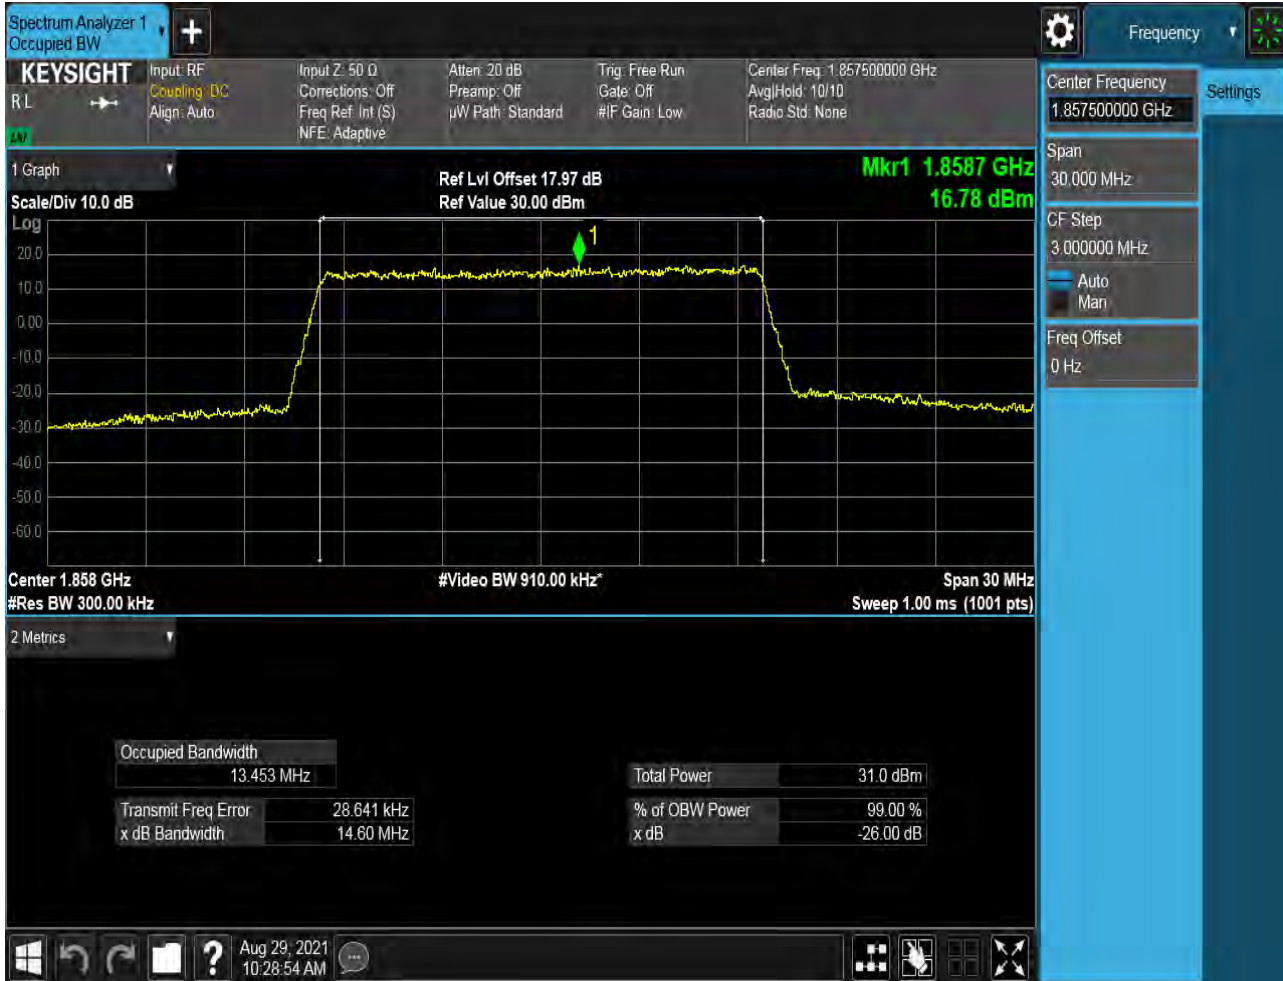 Spectrum Analyzer 1
Occupied BW
Frequency
KEYSIGHT
R L
Input: RF
Coupling: DC
Align: Auto
Input Z: 50 Ω
Corrections: Off
Freq Ref: Int (S)
NFE: Adaptive
Atten: 20 dB
Preamp: Off
µW Path: Standard
Trig: Free Run
Gate: Off
#IF Gain: Low
Center Freq: 1.857500000 GHz
Avg|Hold: 10/10
Radio Std: None
Center Frequency
1.857500000 GHz
Settings
Span
30.000 MHz
CF Step
3.000000 MHz
Auto
Man
Freq Offset
0 Hz
1 Graph
Scale/Div 10.0 dB
Ref Lvl Offset 17.97 dB
Ref Value 30.00 dBm
Mkr1 1.8587 GHz
16.78 dBm
Log
1
20.0
10.0
0.00
-10.0
-20.0
-30.0
-40.0
-50.0
-60.0
Center 1.858 GHz
#Res BW 300.00 kHz
#Video BW 910.00 kHz*
Span 30 MHz
Sweep 1.00 ms (1001 pts)
2 Metrics
Occupied Bandwidth
13.453 MHz
Transmit Freq Error 28.641 kHz
x dB Bandwidth 14.60 MHz
Total Power 31.0 dBm
% of OBW Power 99.00 %
x dB -26.00 dB
?
Aug 29, 2021
10:28:54 AM